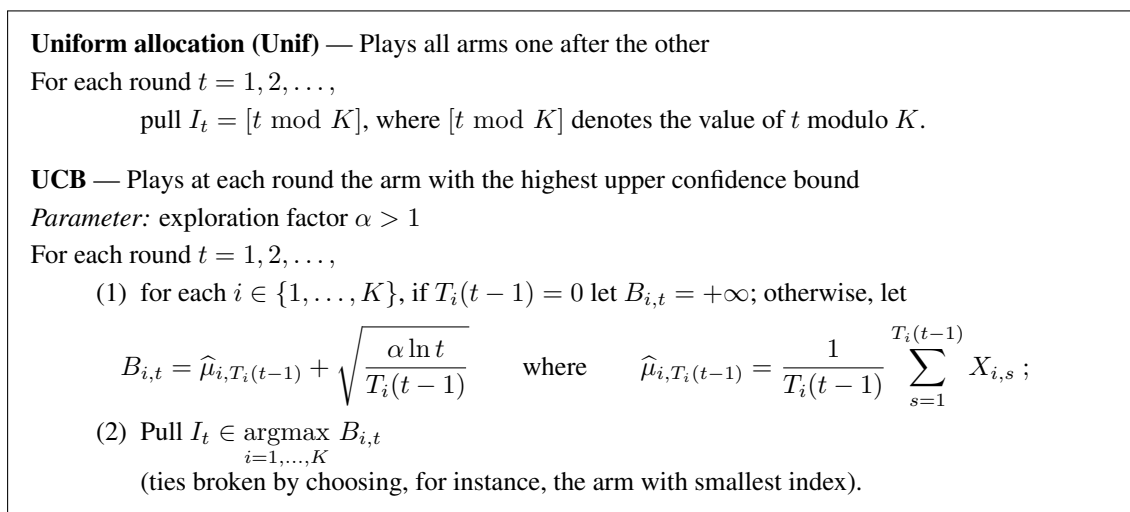 Uniform allocation (Unif) — Plays all arms one after the other
For each round t = 1, 2, . . . ,
pull I_t = [t mod K], where [t mod K] denotes the value of t modulo K.
UCB — Plays at each round the arm with the highest upper confidence bound
Parameter: exploration factor α > 1
For each round t = 1, 2, . . . ,
(1) for each i ∈ {1, . . . , K}, if T_i(t − 1) = 0 let B_{i,t} = +∞; otherwise, let
B_{i,t} = \widehat{μ}_{i,T_i(t−1)} + \sqrt{\frac{α ln t}{T_i(t−1)}} where \widehat{μ}_{i,T_i(t−1)} = \frac{1}{T_i(t−1)} \sum_{s=1}^{T_i(t−1)} X_{i,s} ;
(2) Pull I_t ∈ \underset{i=1,...,K}{argmax} B_{i,t}
(ties broken by choosing, for instance, the arm with smallest index).